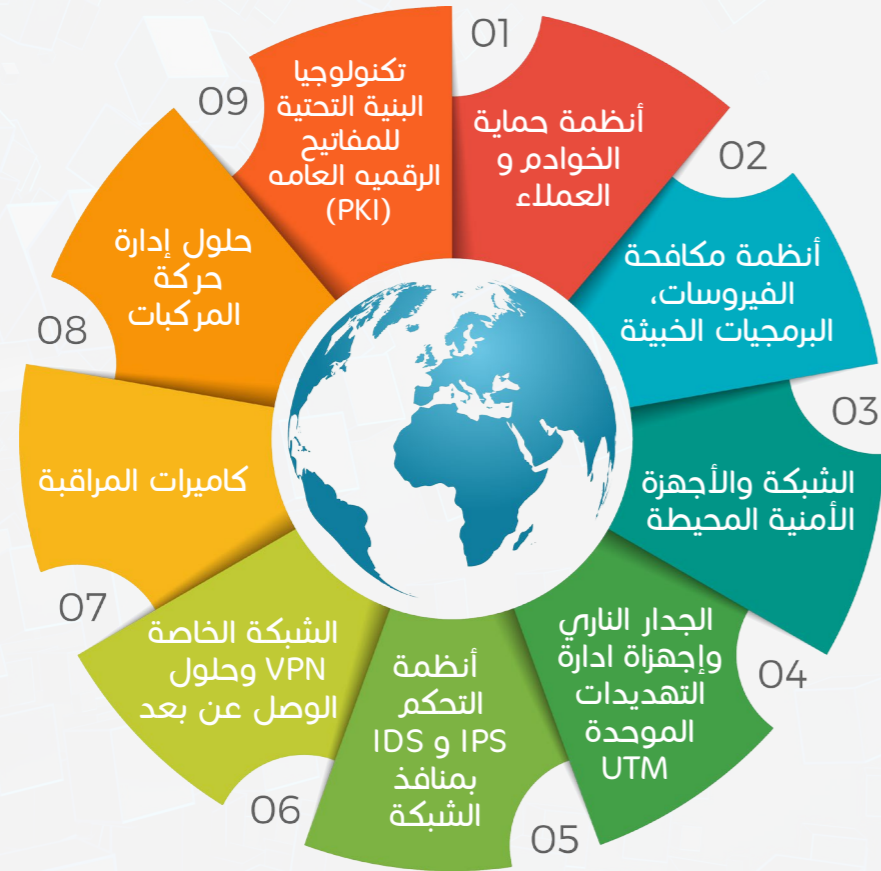 01
أنظمة حماية
الخوادم و
العملاء
02
أنظمة مكافحة
الفيروسات،
البرمجيات الخبيثة
03
الشبكة والأجهزة
الأمنية المحيطة
04
الجدار الناري
وإجهزاة ادارة
التهديدات
الموحدة
UTM
05
أنظمة
التحكم
IPS و IDS
بمنافذ
الشبكة
06
الشبكة الخاصة
VPN وحلول
الوصل عن بعد
07
كاميرات المراقبة
08
حلول إدارة
حركة
المركبات
09
تكنولوجيا
البنية التحتية
للمفاتيح
الرقميه العامه
(PKI)